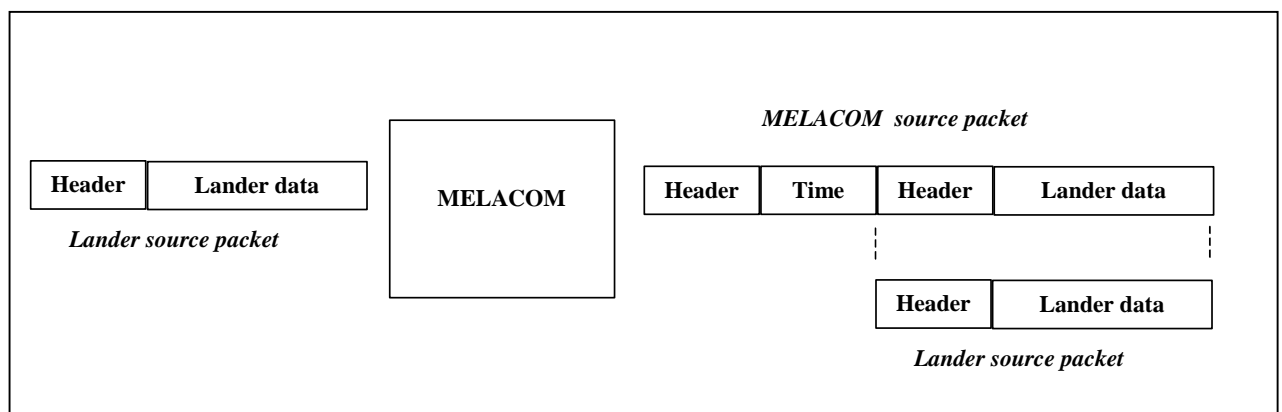 MELACOM source packet
Header Lander data
MELACOM
Header Time Header Lander data
Lander source packet
Header Lander data
Lander source packet